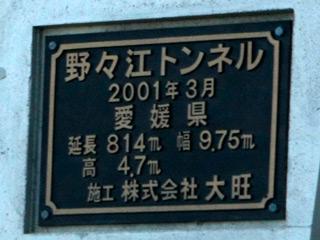 野々江トンネル
2001年3月
愛媛県
延長 814m 幅 9.75m
高 4.7m
施工 株式会社 大旺